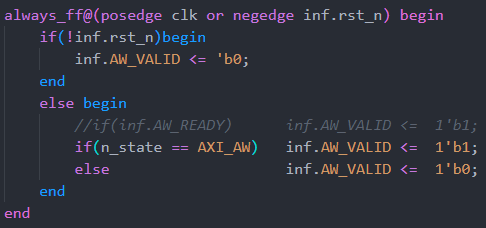 always_ff@(posedge clk or negedge inf.rst_n) begin
    if(!inf.rst_n)begin
        inf.AW_VALID <= 'b0;
    end
    else begin
        //if(inf.AW_READY)      inf.AW_VALID <=  1'b1;
        if(n_state == AXI_AW)   inf.AW_VALID <=  1'b1;
        else                    inf.AW_VALID <=  1'b0;
    end
end